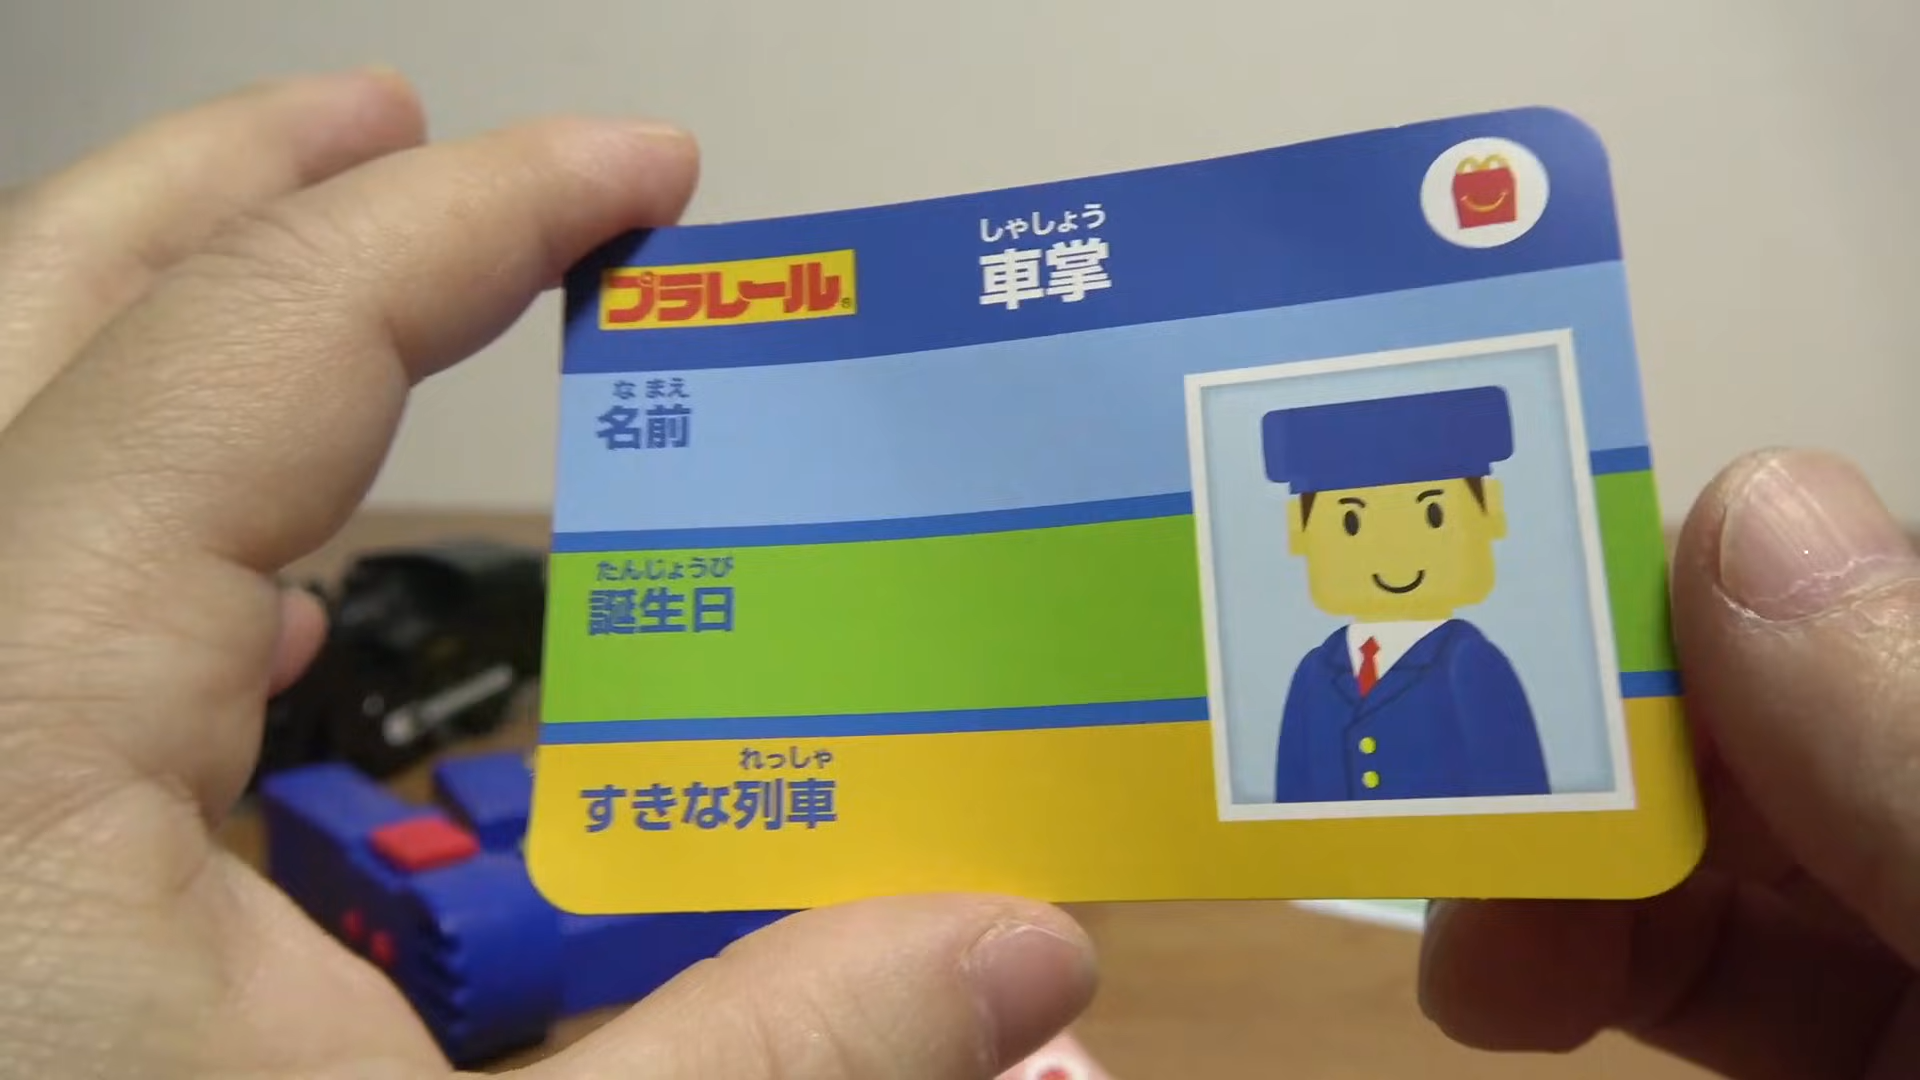 しゃしょう
プラレール 車掌
なまえ
名前
たんじょうび
誕生日
れっしゃ
すきな列車